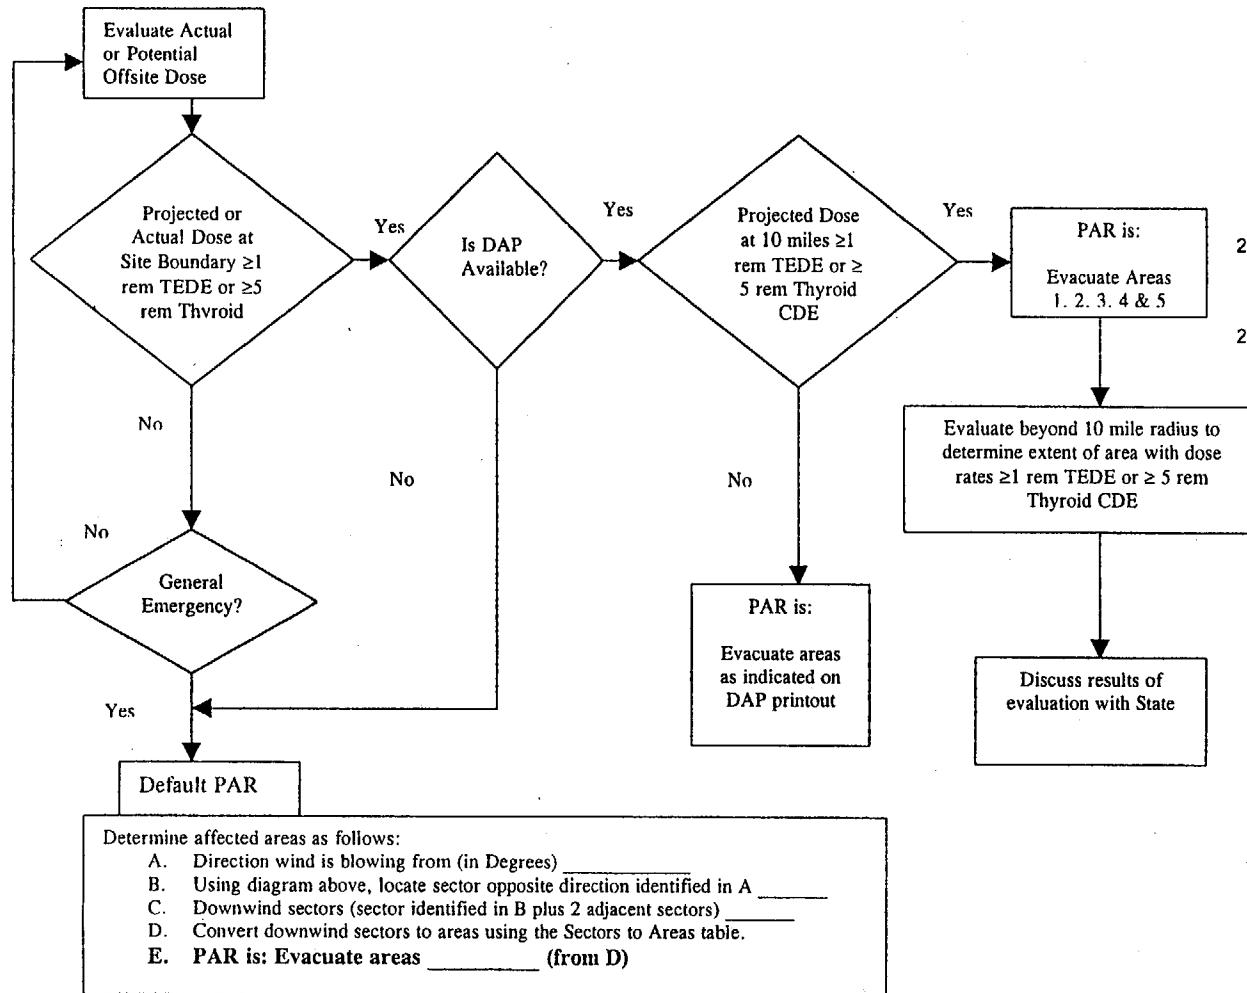 Evaluate Actual
or Potential
Offsite Dose
Projected or
Actual Dose at
Site Boundary ≥1
rem TEDE or ≥5
rem Thvroid
Yes
Is DAP
Available?
Yes
Projected Dose
at 10 miles ≥1
rem TEDE or ≥
5 rem Thyroid
CDE
Yes
PAR is:
Evacuate Areas
1. 2. 3. 4 & 5
2
2
No
No
No
Evaluate beyond 10 mile radius to
determine extent of area with dose
rates ≥1 rem TEDE or ≥ 5 rem
Thyroid CDE
No
General
Emergency?
PAR is:
Evacuate areas
as indicated on
DAP printout
Discuss results of
evaluation with State
Yes
Default PAR
Determine affected areas as follows:
A. Direction wind is blowing from (in Degrees) ____________
B. Using diagram above, locate sector opposite direction identified in A _______
C. Downwind sectors (sector identified in B plus 2 adjacent sectors) _______
D. Convert downwind sectors to areas using the Sectors to Areas table.
E. PAR is: Evacuate areas __________ (from D)